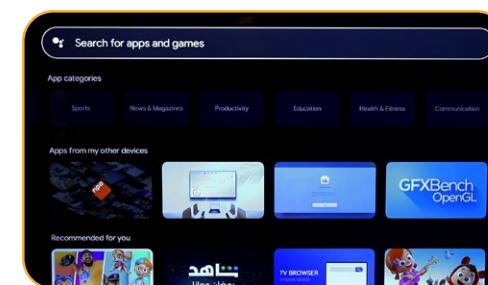 Search for apps and games
App categories
Sports
News & Magazines
Productivity
Education
Health & Fitness
Communication
Apps from my other devices
npo
GFXBench
OpenGL
Recommended for you
شاهد
TV BROWSER